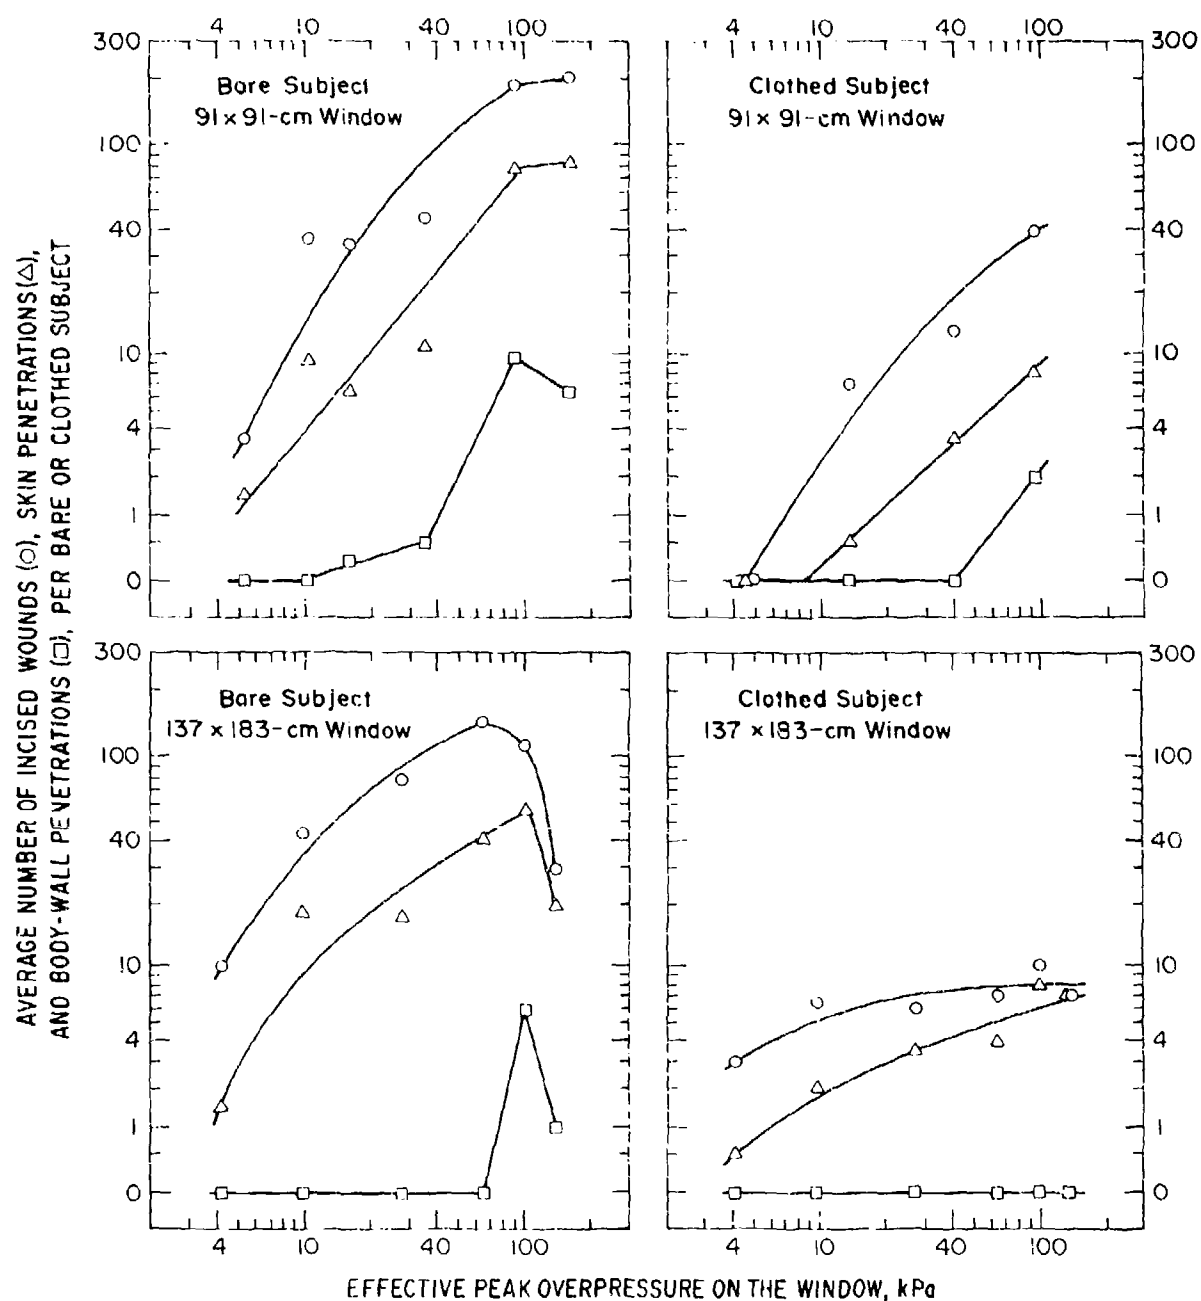 4 10 40 100 4 10 40 100
300 300
Bare Subject
91 x 91-cm Window
Clothed Subject
91 x 91-cm Window
100 100
40 40
10 10
4 4
1 1
0 0
300 300
Bare Subject
137 x 183-cm Window
Clothed Subject
137 x 183-cm Window
100 100
40 40
10 10
4 4
1 1
0 0
4 10 40 100 4 10 40 100
AVERAGE NUMBER OF INCISED WOUNDS (○), SKIN PENETRATIONS (△),
AND BODY-WALL PENETRATIONS (□), PER BARE OR CLOTHED SUBJECT
EFFECTIVE PEAK OVERPRESSURE ON THE WINDOW, kPa